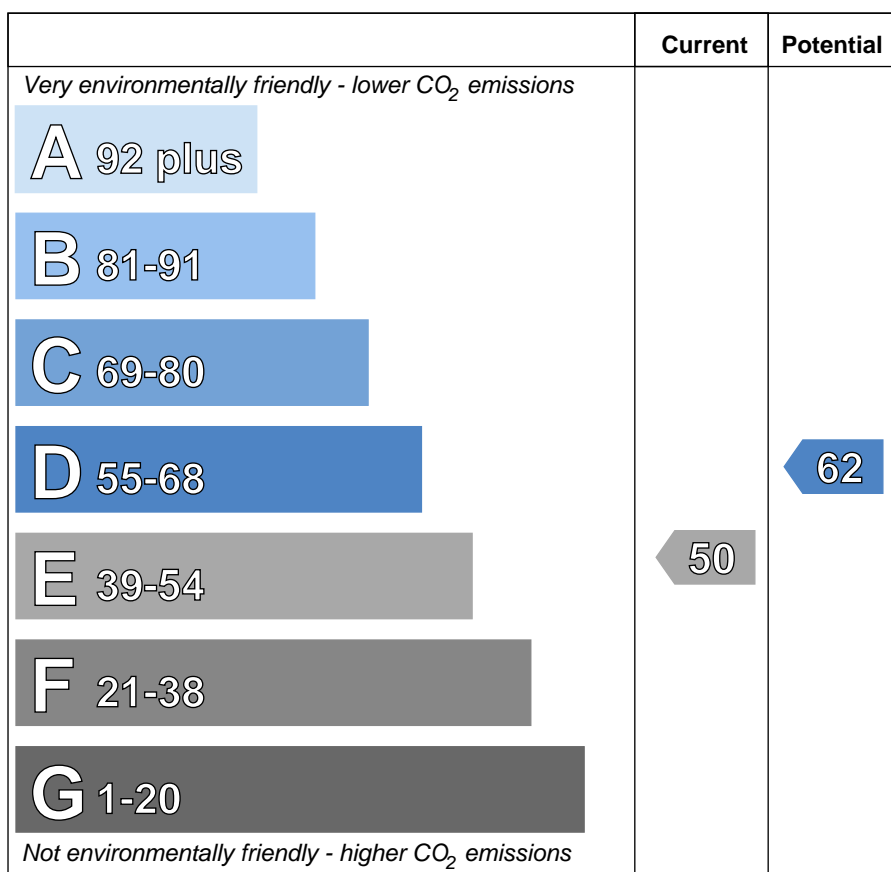 Current Potential
Very environmentally friendly - lower CO2 emissions
A 92 plus
B 81-91
C 69-80
D 55-68
62
E 39-54
50
F 21-38
G 1-20
Not environmentally friendly - higher CO2 emissions